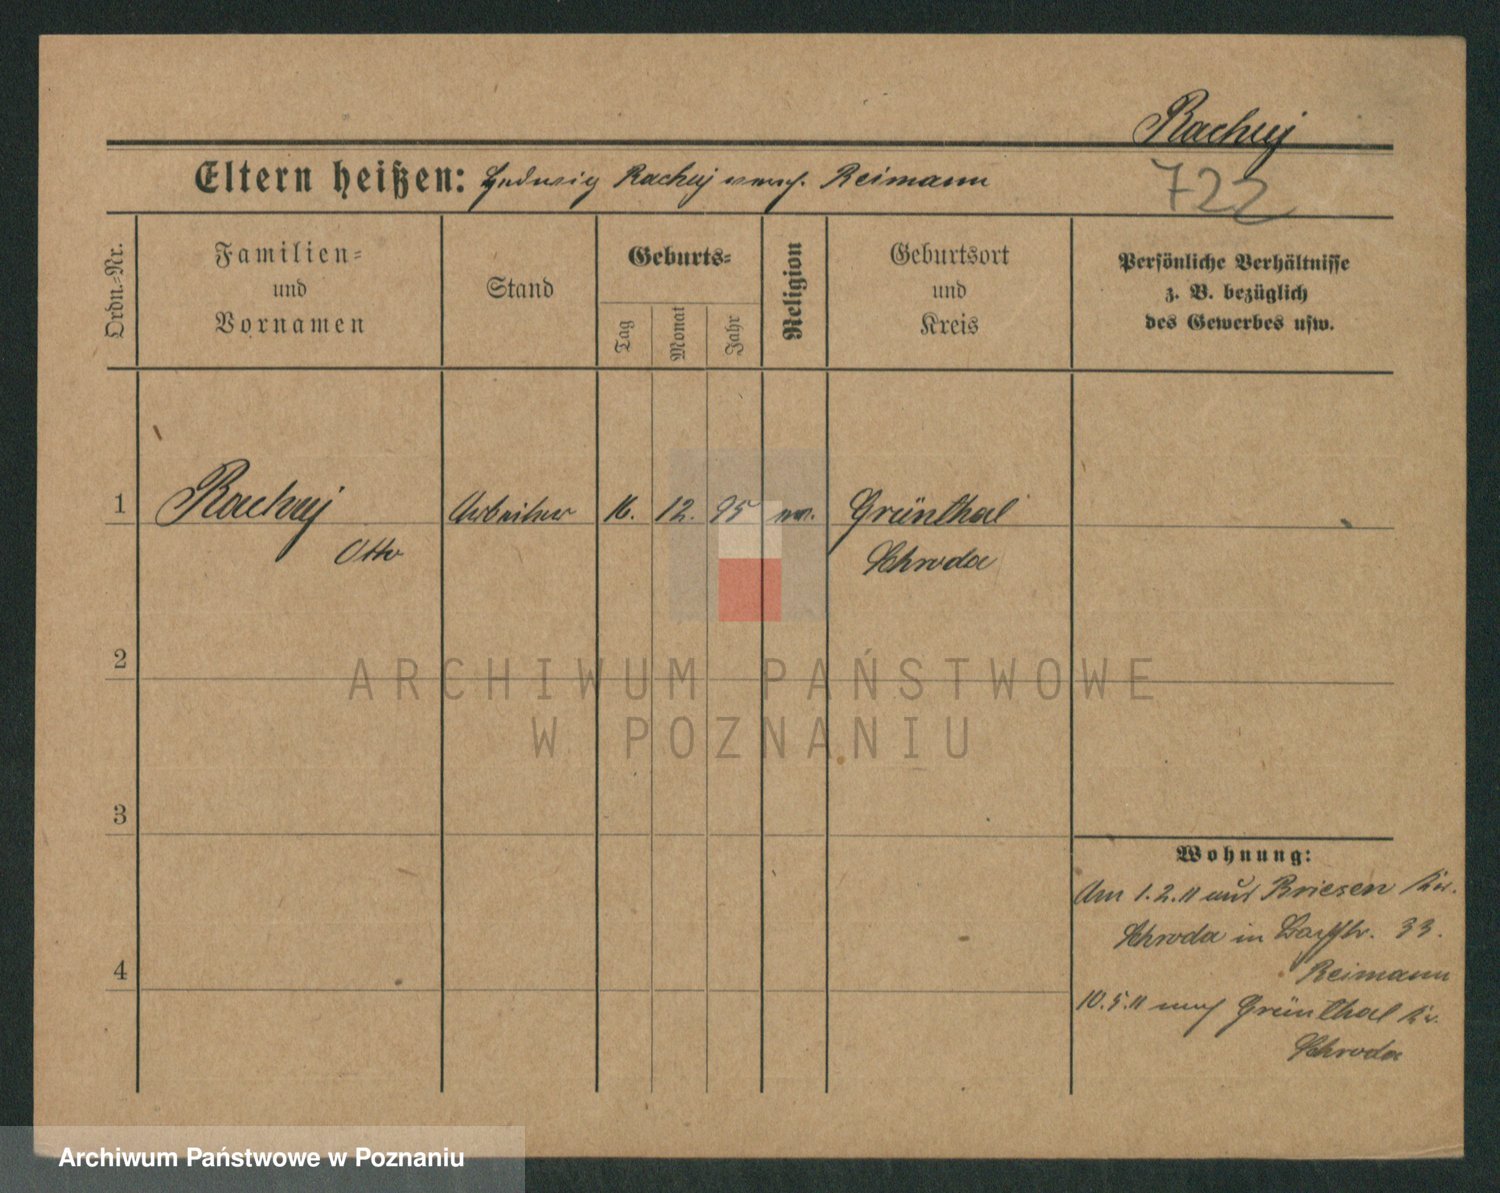 Rachuj
722
Eltern heißen: Hedwig Rachuj verh. Reimann
Ordn.=Nr.
Familien=
und
Vornamen
Stand
Geburts=
Tag
Monat
Jahr
Religion
Geburtsort
und
Kreis
Persönliche Verhältnisse
z. B. bezüglich
des Gewerbes usw.
1 Rachuj Arbeiter 16. 12. 95 Grünthal
Otto Schroda
2
3
4
Wohnung:
Am 1.2.11 aus Briesen Kr.
Schroda in 33.
Reimann
10.5.11 nach Grünthal Kr.
Schroda
ARCHIWUM PAŃSTWOWE
W POZNANIU
Archiwum Państwowe w Poznaniu